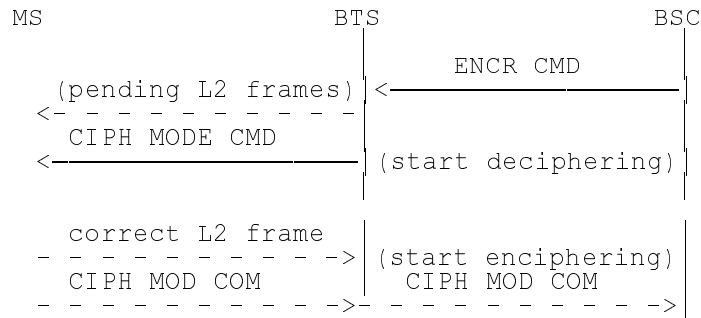 MS BTS BSC
ENCR CMD
(pending L2 frames)
CIPH MODE CMD
(start deciphering)
correct L2 frame
(start enciphering)
CIPH MOD COM CIPH MOD COM